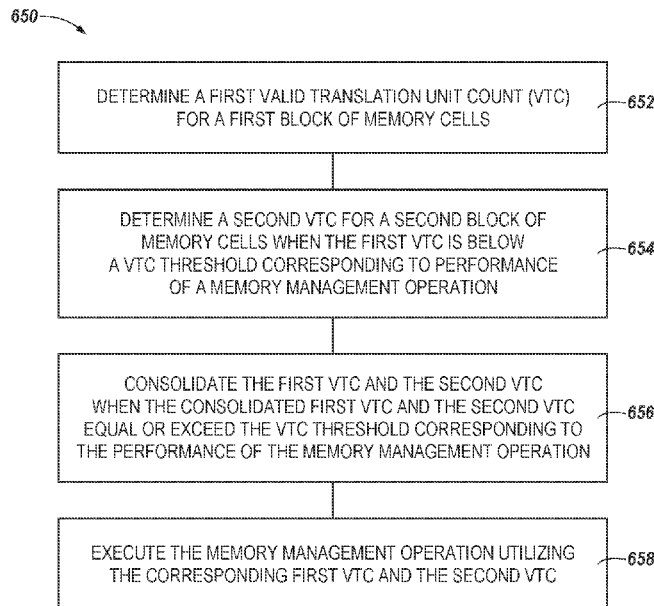 650
DETERMINE A FIRST VALID TRANSLATION UNIT COUNT (VTC)
FOR A FIRST BLOCK OF MEMORY CELLS
652
DETERMINE A SECOND VTC FOR A SECOND BLOCK OF
MEMORY CELLS WHEN THE FIRST VTC IS BELOW
A VTC THRESHOLD CORRESPONDING TO PERFORMANCE
OF A MEMORY MANAGEMENT OPERATION
654
CONSOLIDATE THE FIRST VTC AND THE SECOND VTC
WHEN THE CONSOLIDATED FIRST VTC AND THE SECOND VTC
EQUAL OR EXCEED THE VTC THRESHOLD CORRESPONDING TO
THE PERFORMANCE OF THE MEMORY MANAGEMENT OPERATION
656
EXECUTE THE MEMORY MANAGEMENT OPERATION UTILIZING
THE CORRESPONDING FIRST VTC AND THE SECOND VTC
658